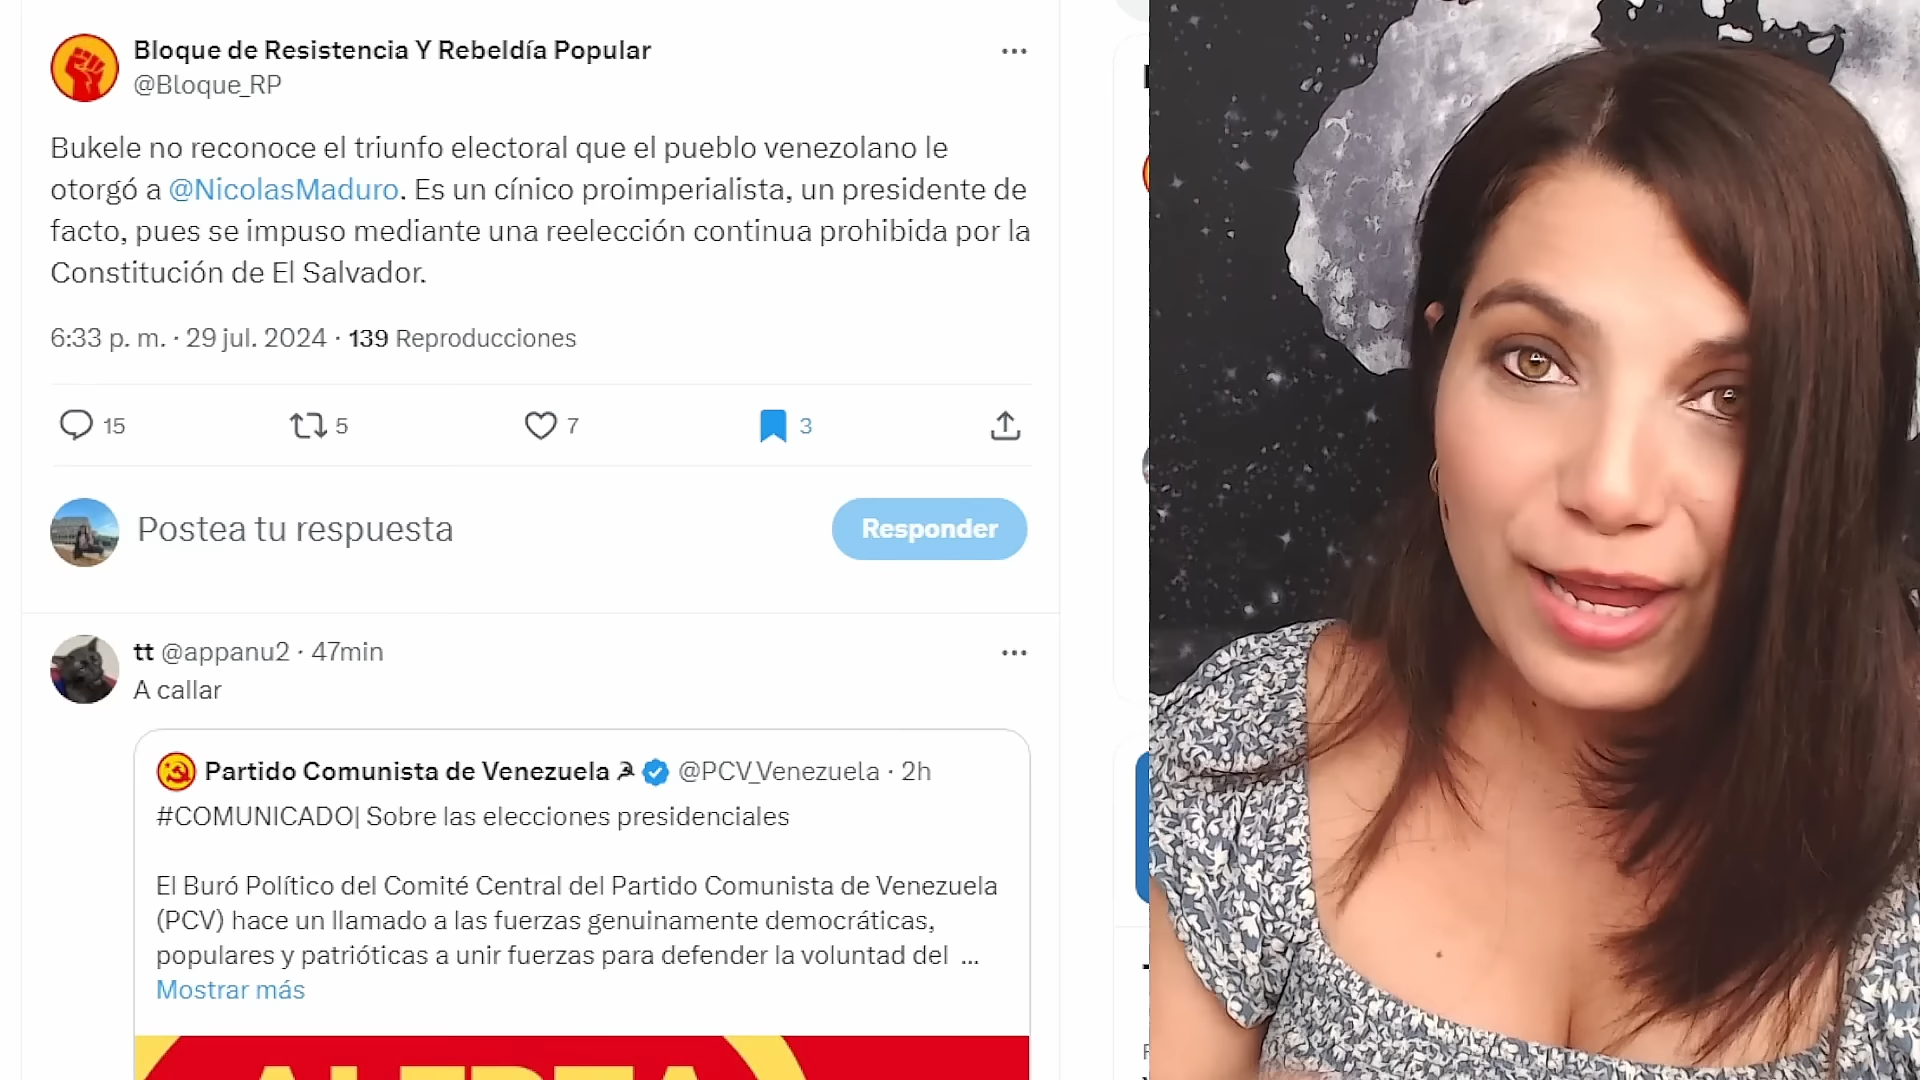 Bloque de Resistencia Y Rebeldía Popular
@Bloque_RP
Bukele no reconoce el triunfo electoral que el pueblo venezolano le
otorgó a @NicolasMaduro. Es un cínico proimperialista, un presidente de
facto, pues se impuso mediante una reelección continua prohibida por la
Constitución de El Salvador.
6:33 p. m. · 29 jul. 2024 · 139 Reproducciones
15 5 7 3
Postea tu respuesta
Responder
tt @appanu2 · 47min
A callar
Partido Comunista de Venezuela ☭ @PCV_Venezuela · 2h
#COMUNICADO| Sobre las elecciones presidenciales
El Buró Político del Comité Central del Partido Comunista de Venezuela
(PCV) hace un llamado a las fuerzas genuinamente democráticas,
populares y patrióticas a unir fuerzas para defender la voluntad del ...
Mostrar más